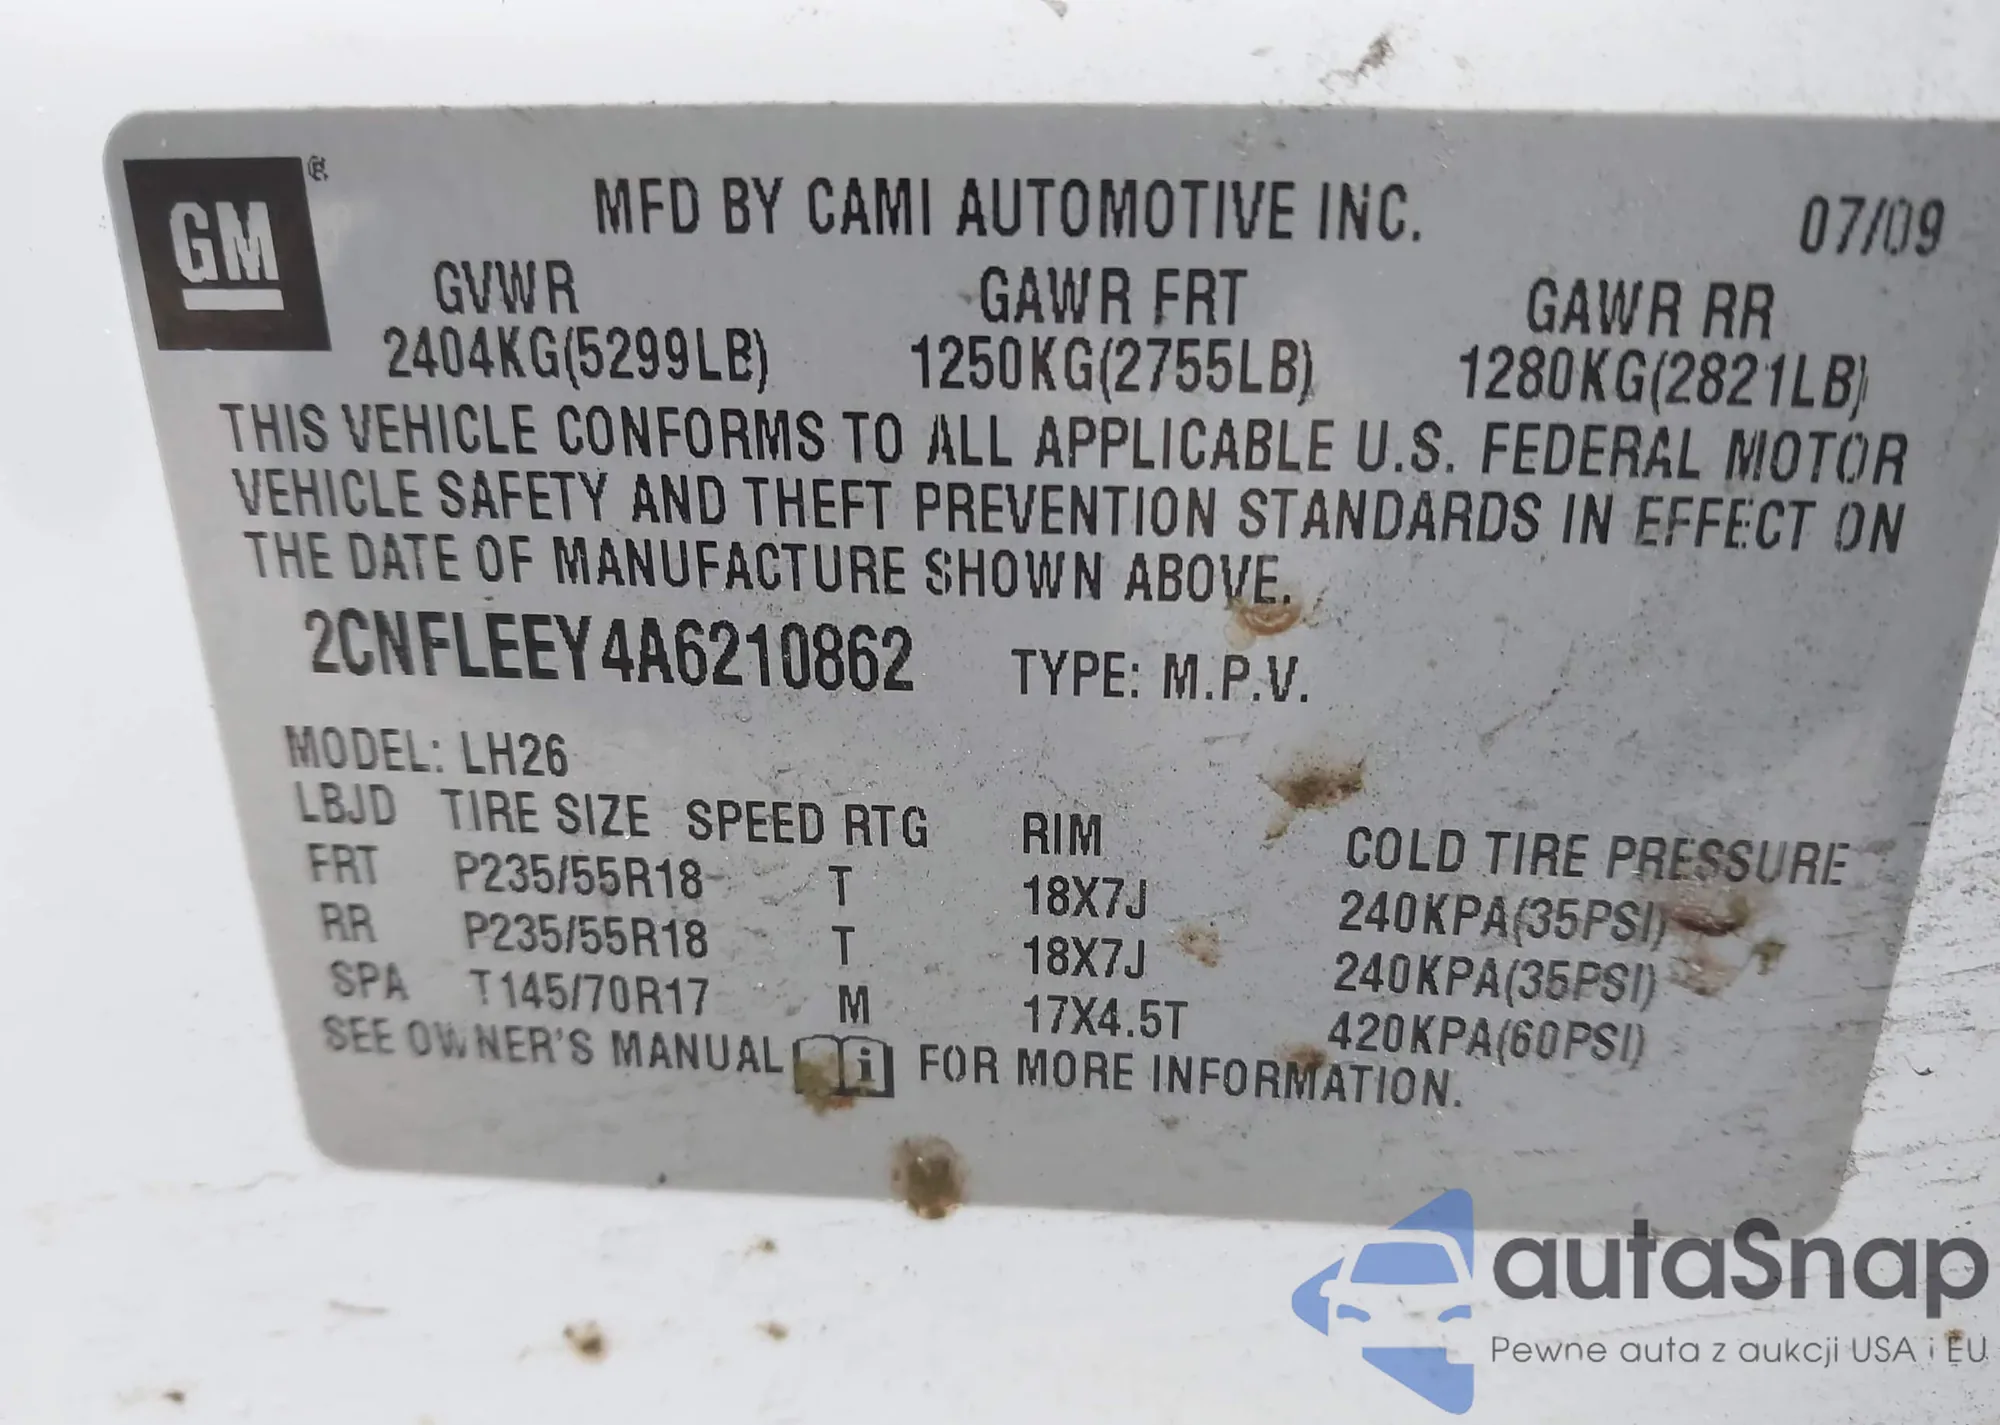 GM ®
MFD BY CAMI AUTOMOTIVE INC. 07/09
GVWR GAWR FRT GAWR RR
2404KG(5299LB) 1250KG(2755LB) 1280KG(2821LB)
THIS VEHICLE CONFORMS TO ALL APPLICABLE U.S. FEDERAL MOTOR
VEHICLE SAFETY AND THEFT PREVENTION STANDARDS IN EFFECT ON
THE DATE OF MANUFACTURE SHOWN ABOVE.
2CNFLEEY4A6210862 TYPE: M.P.V.
MODEL: LH26
LBJD TIRE SIZE SPEED RTG RIM COLD TIRE PRESSURE
FRT P235/55R18 T 18X7J 240KPA(35PSI)
RR P235/55R18 T 18X7J 240KPA(35PSI)
SPA T145/70R17 M 17X4.5T 420KPA(60PSI)
SEE OWNER'S MANUAL i FOR MORE INFORMATION.
autaSnap
Pewne auta z aukcji USA i EU